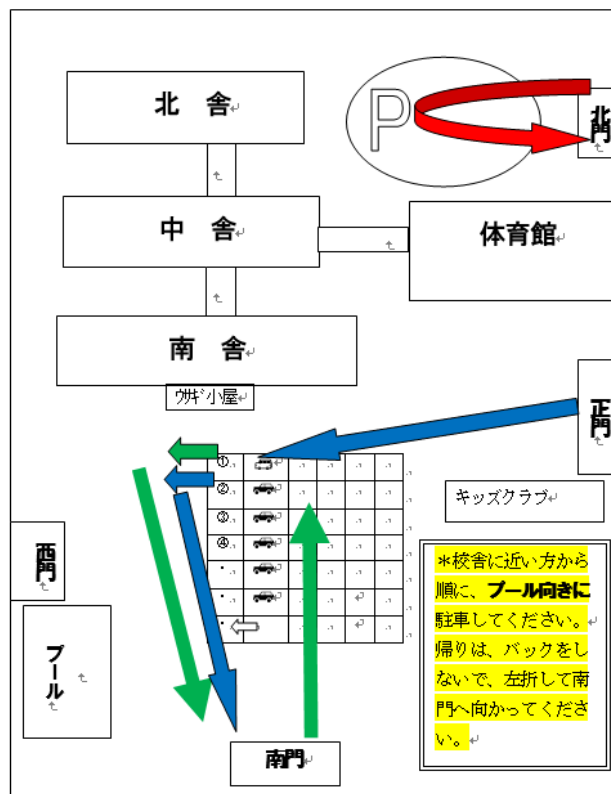 北　舎
P
北門
中　舎
体育館
南　舎
ｳｻｷﾞ小屋
正門
①
②
③
④
・
・
・
キッズクラブ
西門
プール
＊校舎に近い方から
順に、プール向きに
駐車してください。
帰りは、バックをし
ないで、左折して南
門へ向かってくださ
い。
南門